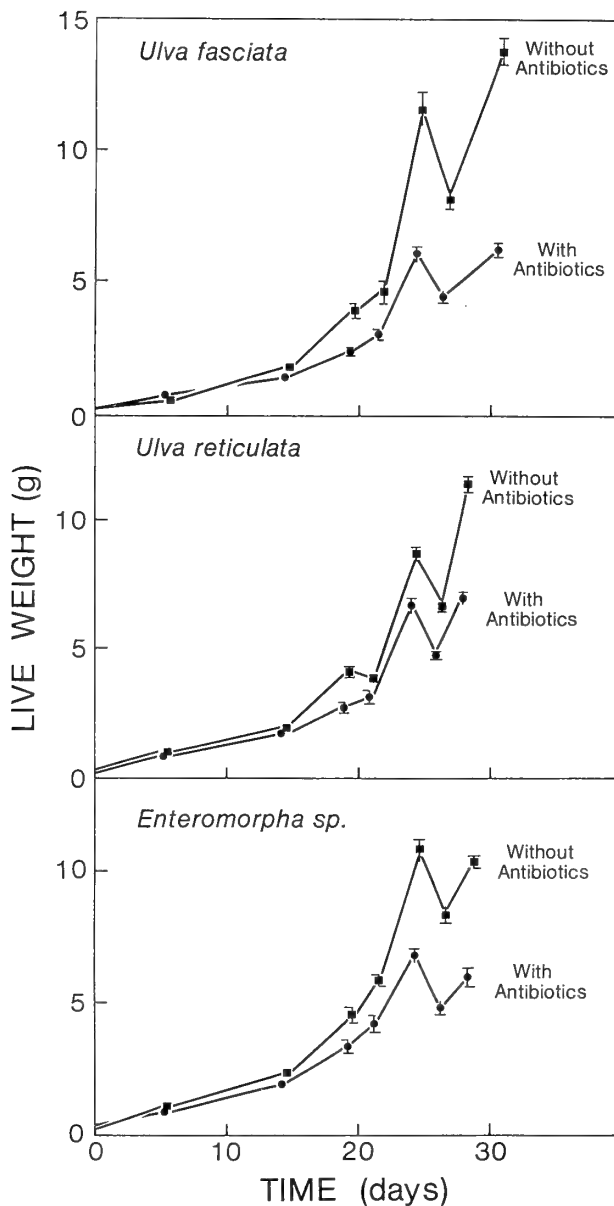 15
Ulva fasciata
Without
Antibiotics
10
With
Antibiotics
5
0
Ulva reticulata
Without
Antibiotics
10
With
Antibiotics
5
0
LIVE WEIGHT (g)
Enteromorpha sp.
Without
Antibiotics
10
With
Antibiotics
5
0
0 10 20 30
TIME (days)